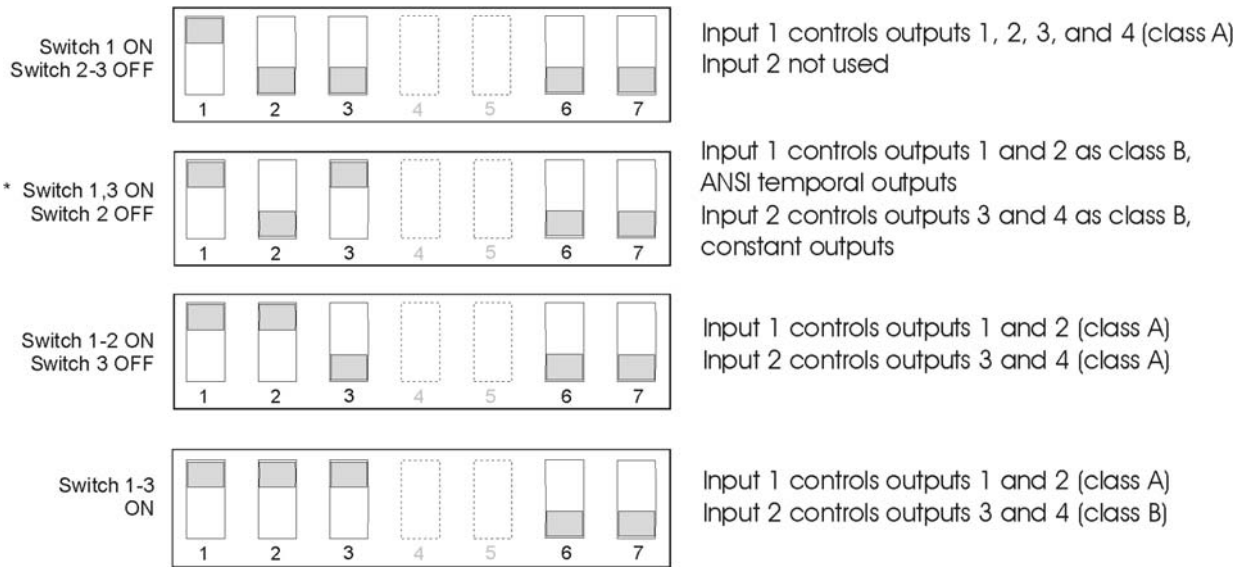 Switch 1 ON
Switch 2-3 OFF
1 2 3 4 5 6 7
Input 1 controls outputs 1, 2, 3, and 4 (class A)
Input 2 not used
* Switch 1,3 ON
Switch 2 OFF
1 2 3 4 5 6 7
Input 1 controls outputs 1 and 2 as class B,
ANSI temporal outputs
Input 2 controls outputs 3 and 4 as class B,
constant outputs
Switch 1-2 ON
Switch 3 OFF
1 2 3 4 5 6 7
Input 1 controls outputs 1 and 2 (class A)
Input 2 controls outputs 3 and 4 (class A)
Switch 1-3
ON
1 2 3 4 5 6 7
Input 1 controls outputs 1 and 2 (class A)
Input 2 controls outputs 3 and 4 (class B)